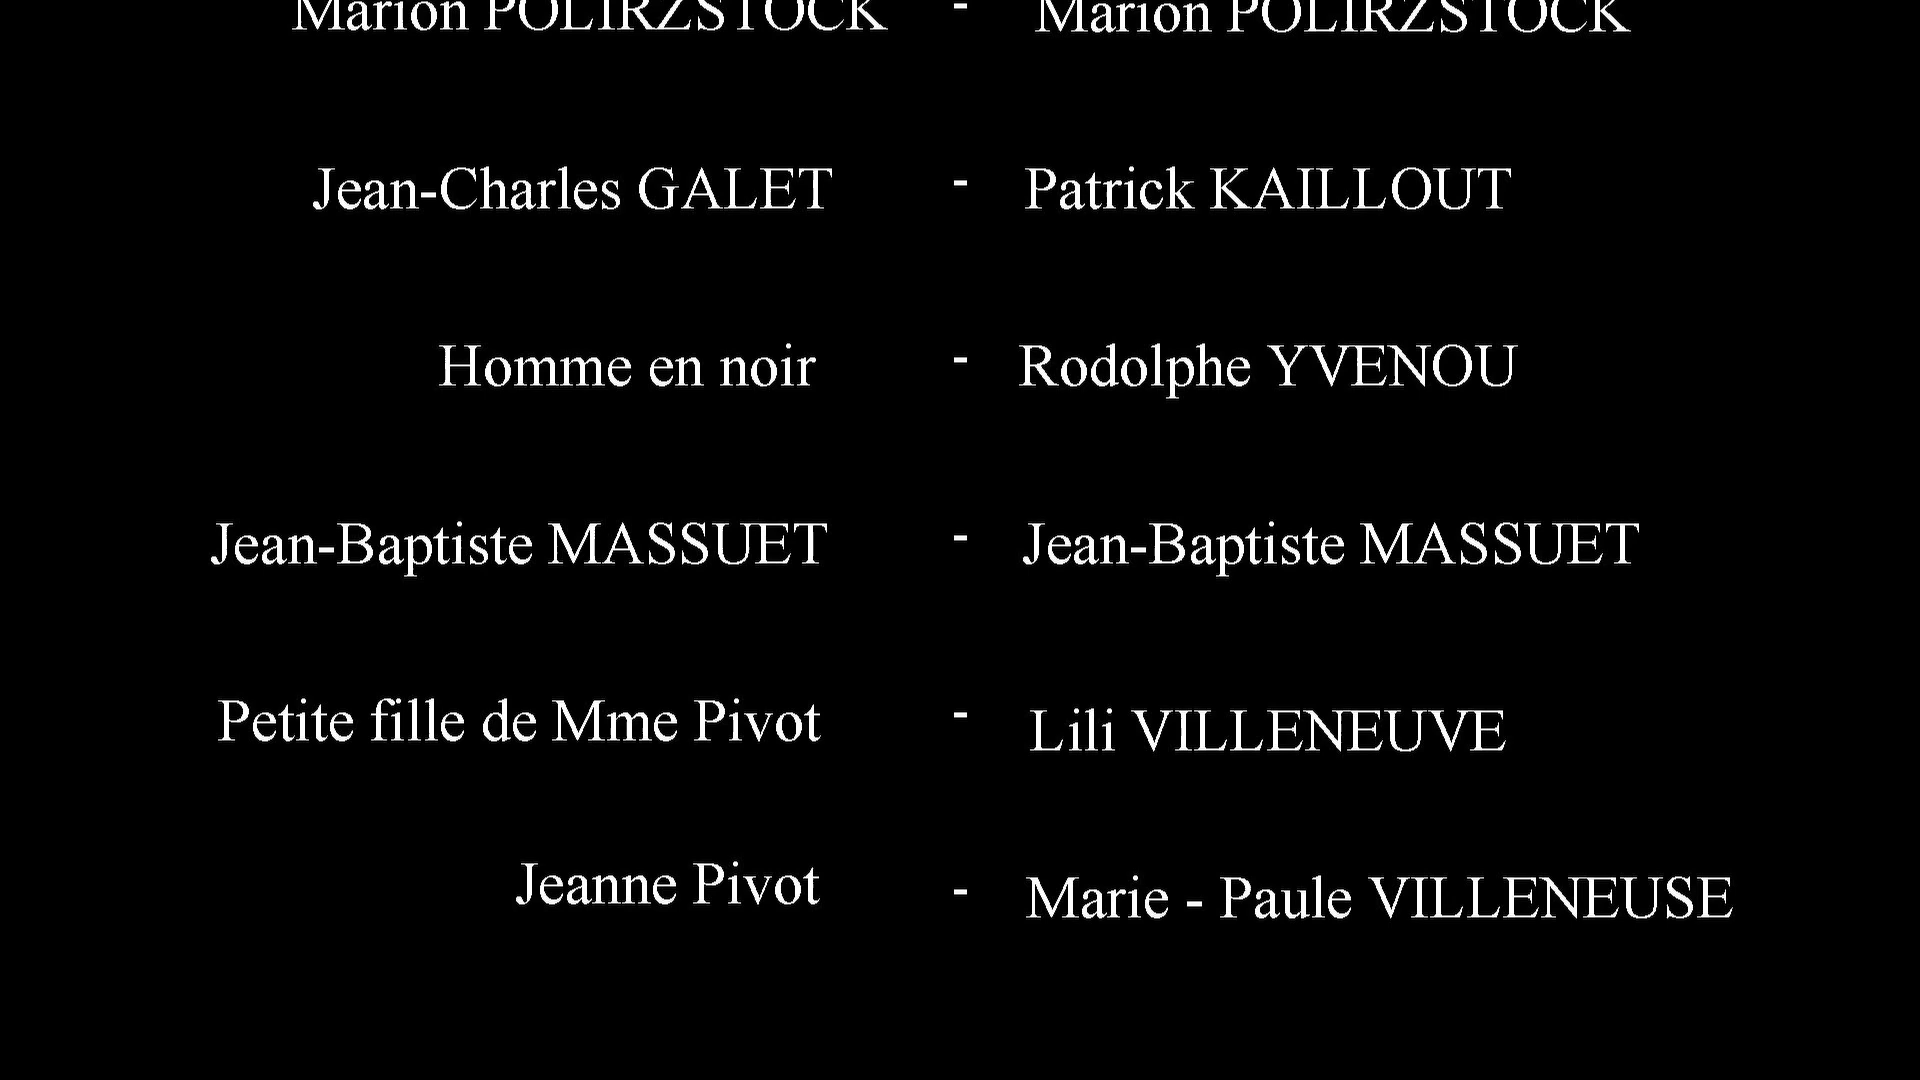 Marion POLIRZSTOCK - Marion POLIRZSTOCK
Jean-Charles GALET - Patrick KAILLOUT
Homme en noir - Rodolphe YVENOU
Jean-Baptiste MASSUET - Jean-Baptiste MASSUET
Petite fille de Mme Pivot - Lili VILLENEUVE
Jeanne Pivot - Marie - Paule VILLENEUSE